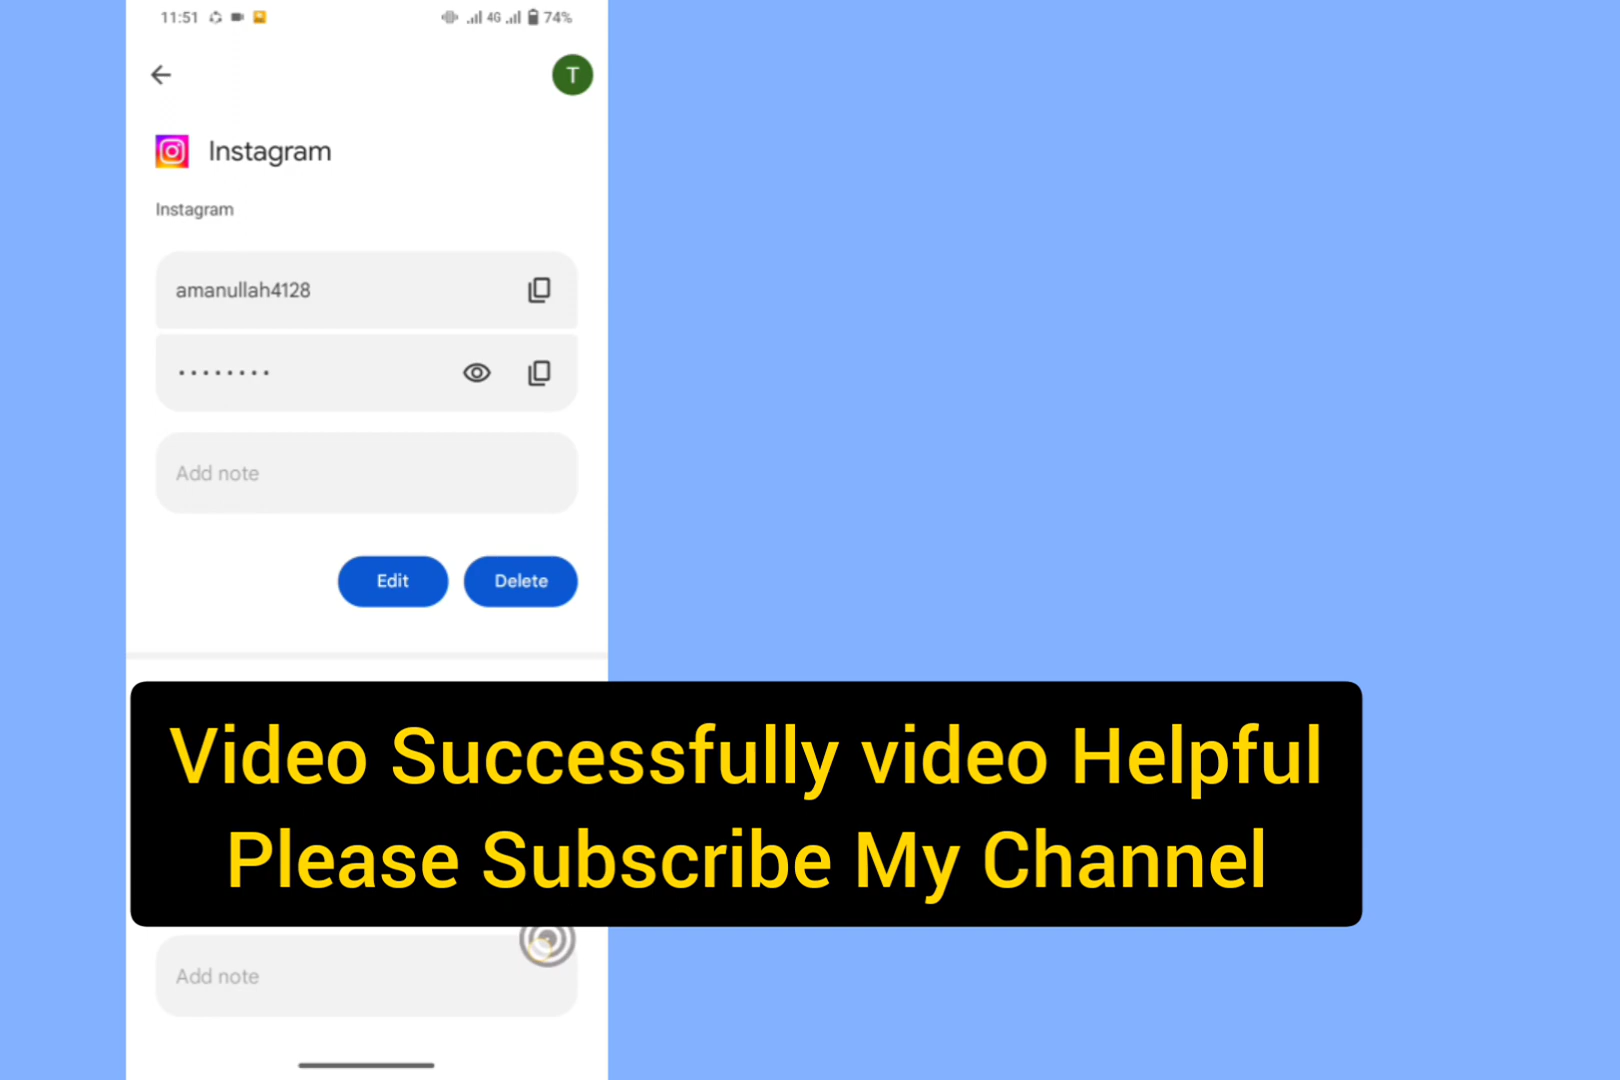 11:51
4G
74%
T
Instagram
Instagram
amanullah4128
Add note
Edit
Delete
Video Successfully video Helpful
Please Subscribe My Channel
Add note